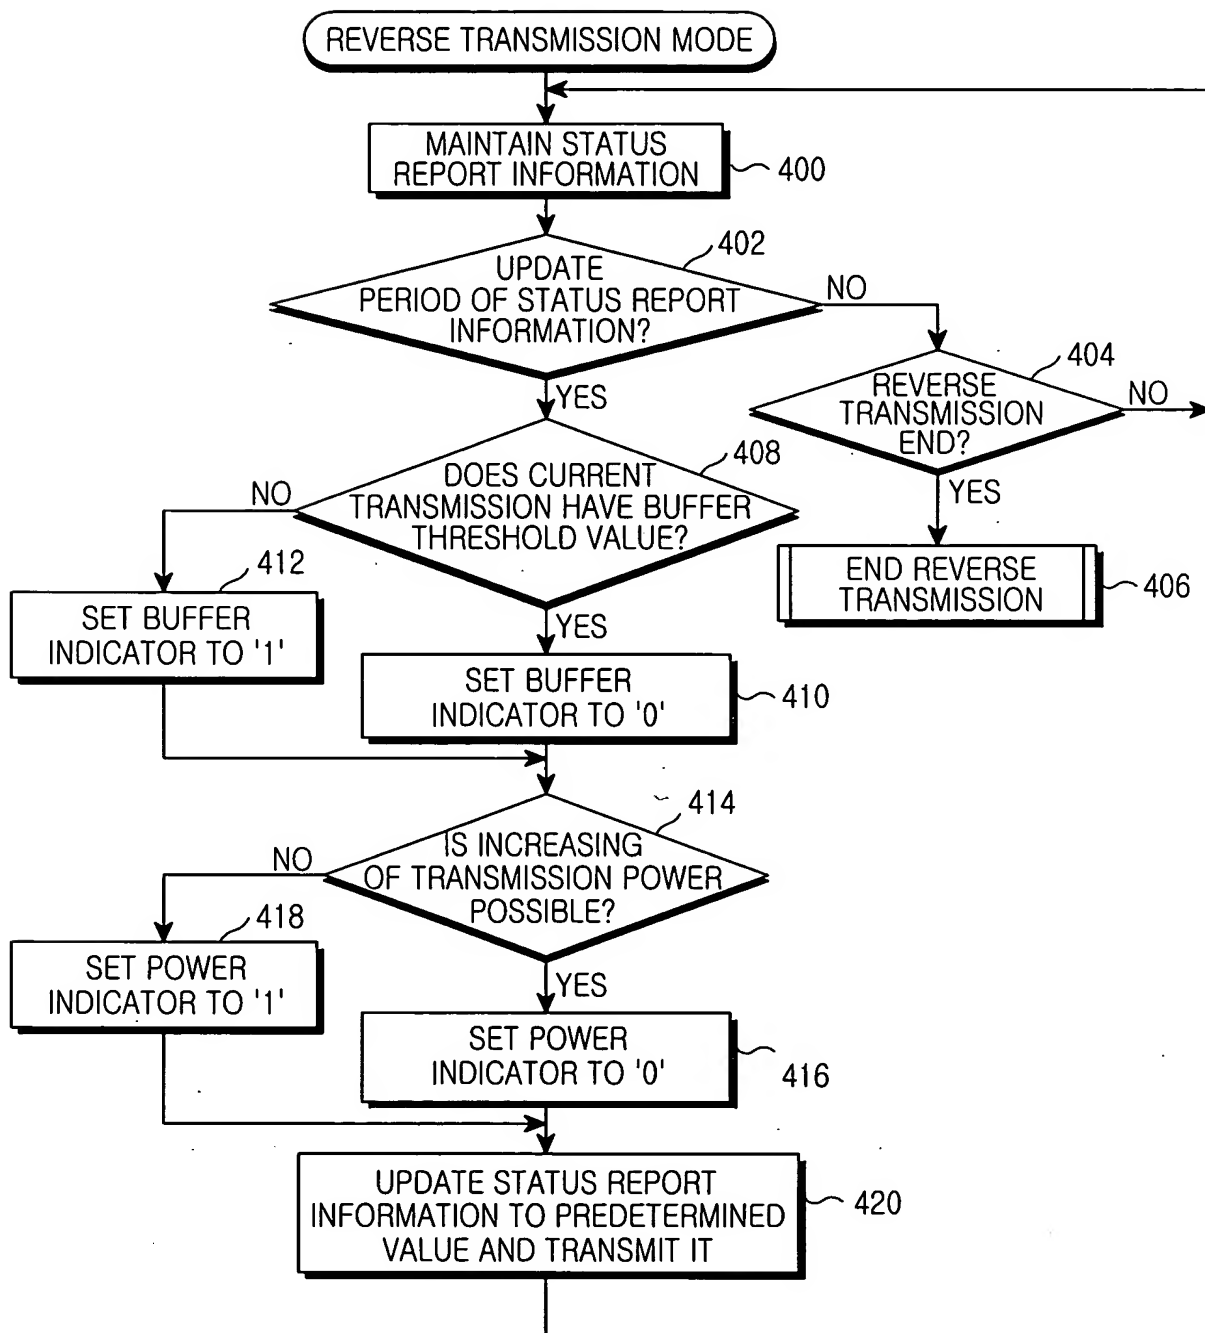 REVERSE TRANSMISSION MODE
MAINTAIN STATUS
REPORT INFORMATION
400
402
UPDATE
PERIOD OF STATUS REPORT
INFORMATION?
NO
YES
404
REVERSE
TRANSMISSION
END?
NO
YES
END REVERSE
TRANSMISSION
406
408
DOES CURRENT
TRANSMISSION HAVE BUFFER
THRESHOLD VALUE?
NO
YES
412
SET BUFFER
INDICATOR TO '1'
SET BUFFER
INDICATOR TO '0'
410
414
IS INCREASING
OF TRANSMISSION POWER
POSSIBLE?
NO
YES
418
SET POWER
INDICATOR TO '1'
SET POWER
INDICATOR TO '0'
416
UPDATE STATUS REPORT
INFORMATION TO PREDETERMINED
VALUE AND TRANSMIT IT
420